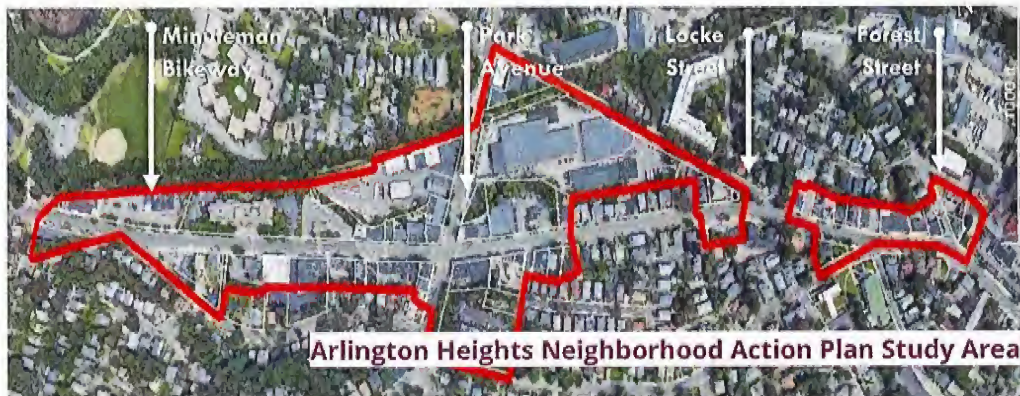 Minuteman
Bikeway
Park
Avenue
Locke
Street
Forest
Street
Arlington Heights Neighborhood Action Plan Study Area